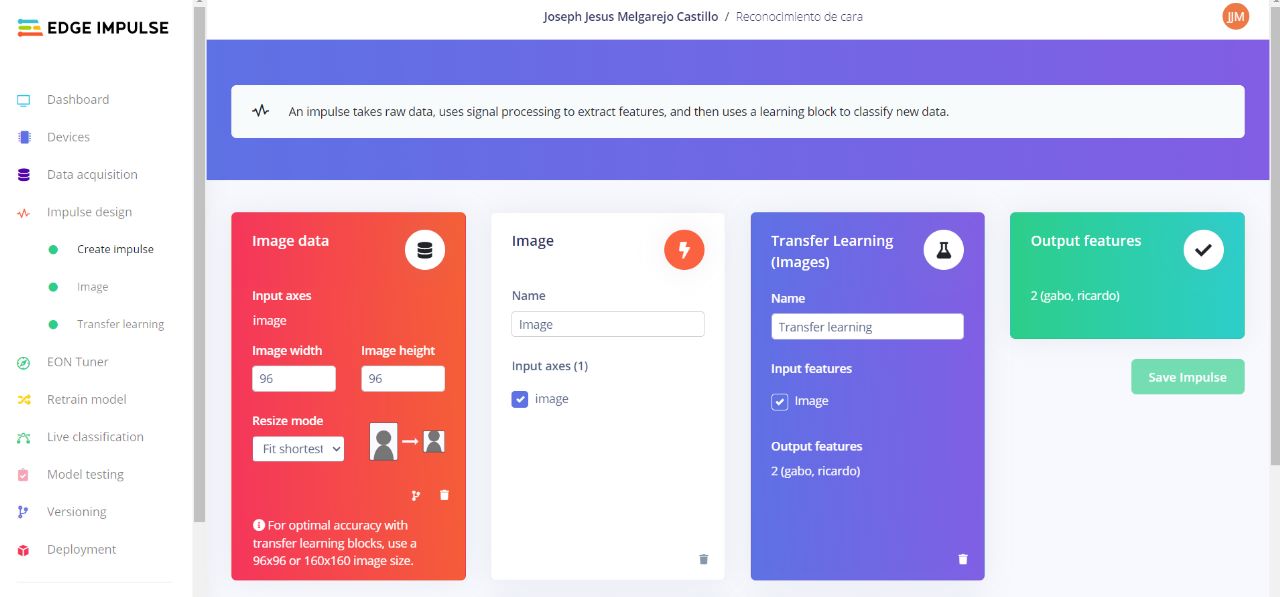 EDGE IMPULSE
Joseph Jesus Melgarejo Castillo / Reconocimiento de cara
JJM
Dashboard
Devices
Data acquisition
Impulse design
Create impulse
Image
Transfer learning
EON Tuner
Retrain model
Live classification
Model testing
Versioning
Deployment
An impulse takes raw data, uses signal processing to extract features, and then uses a learning block to classify new data.
Image data
Input axes
image
Image width
Image height
96
96
Resize mode
Fit shortest
For optimal accuracy with
transfer learning blocks, use a
96x96 or 160x160 image size.
Image
Name
Image
Input axes (1)
image
Transfer Learning
(Images)
Name
Transfer learning
Input features
Image
Output features
2 (gabo, ricardo)
Output features
2 (gabo, ricardo)
Save Impulse